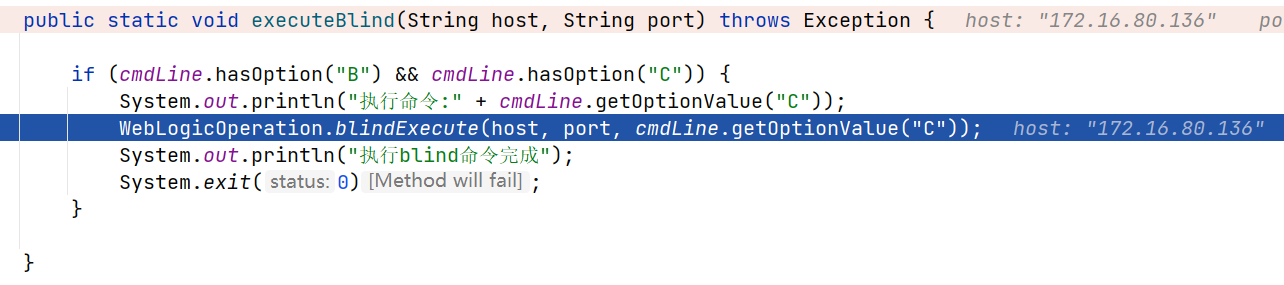 public static void executeBlind(String host, String port) throws Exception {   host: "172.16.80.136"    po
if (cmdLine.hasOption("B") && cmdLine.hasOption("C")) {
System.out.println("执行命令:" + cmdLine.getOptionValue("C"));
WebLogicOperation.blindExecute(host, port, cmdLine.getOptionValue("C"));   host: "172.16.80.136"
System.out.println("执行blind命令完成");
System.exit( status: 0) [Method will fail] ;
}
}